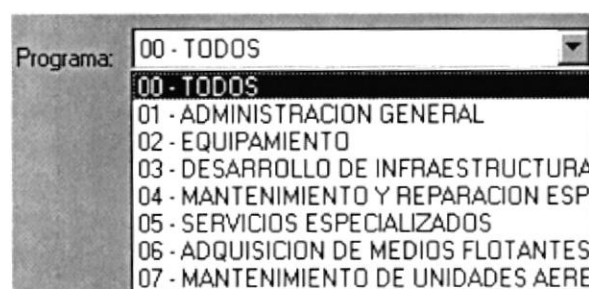 Programa: 00 - TODOS
00 - TODOS
01 - ADMINISTRACION GENERAL
02 - EQUIPAMIENTO
03 - DESARROLLO DE INFRAESTRUCTURA
04 - MANTENIMIENTO Y REPARACION ESP
05 - SERVICIOS ESPECIALIZADOS
06 - ADQUISICION DE MEDIOS FLOTANTES
07 - MANTENIMIENTO DE UNIDADES AERE